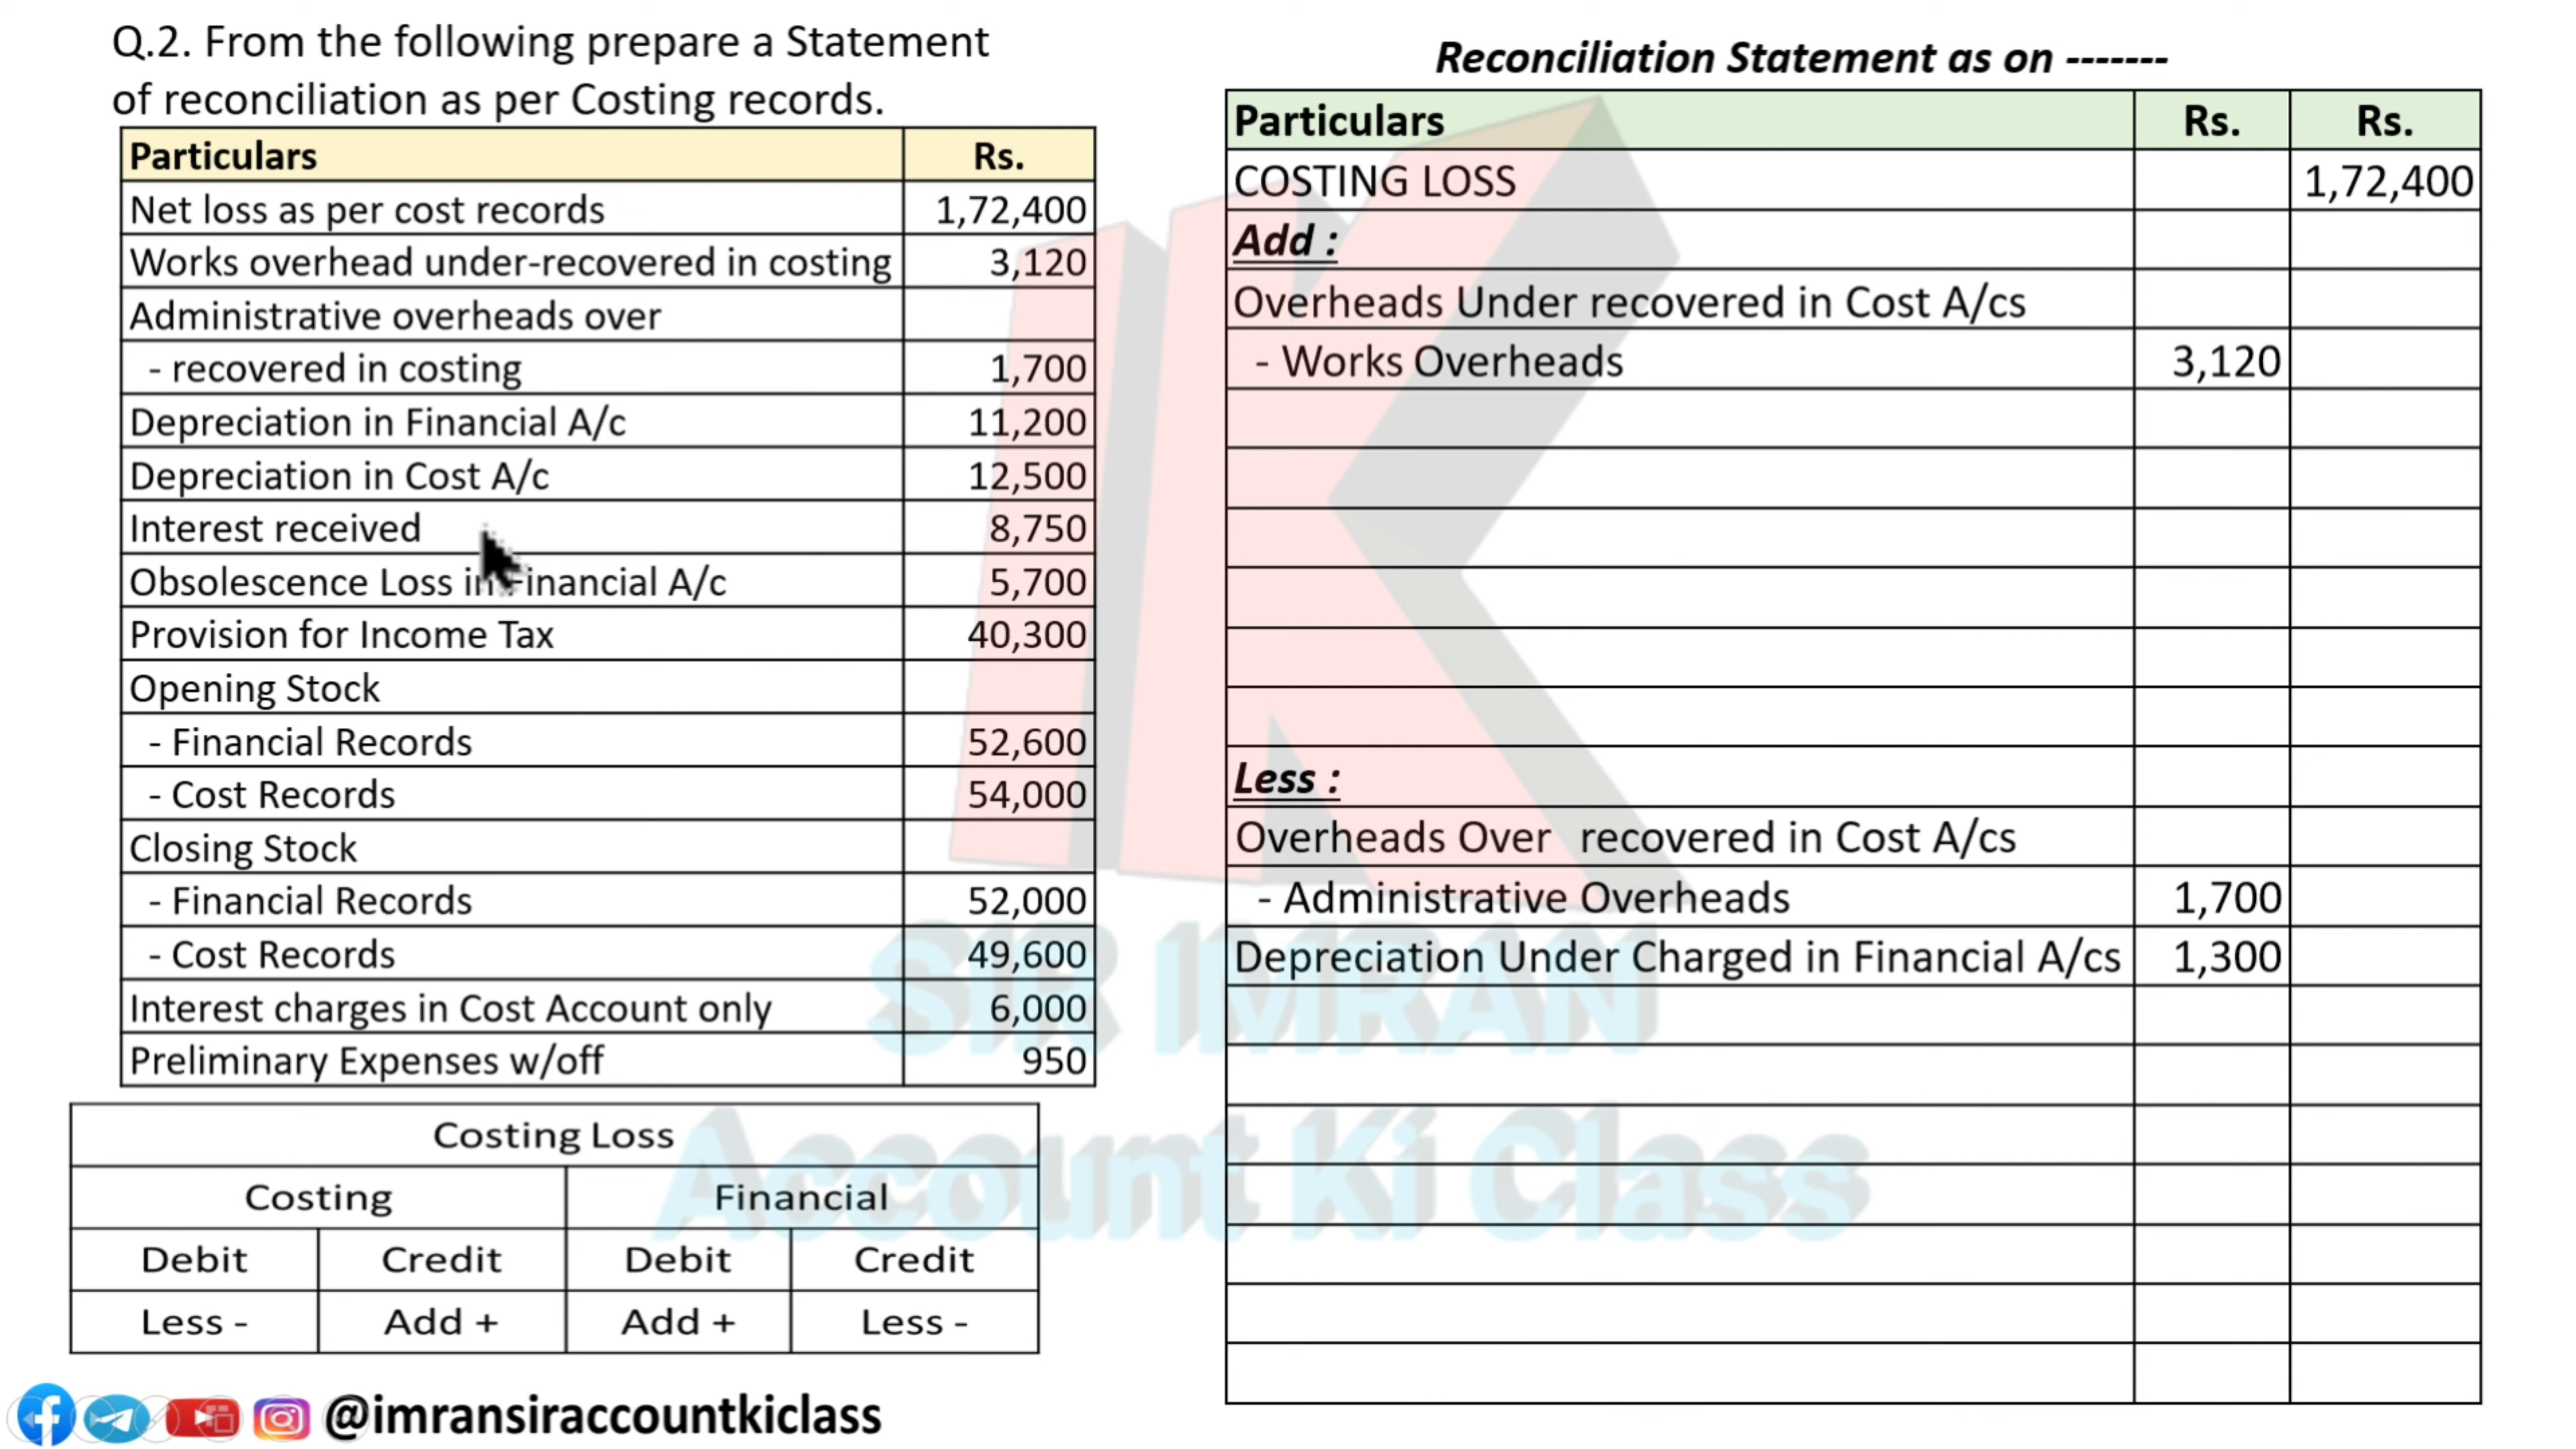 Q.2. From the following prepare a Statement
of reconciliation as per Costing records.
Particulars Rs.
Net loss as per cost records 1,72,400
Works overhead under-recovered in costing 3,120
Administrative overheads over
- recovered in costing 1,700
Depreciation in Financial A/c 11,200
Depreciation in Cost A/c 12,500
Interest received 8,750
Obsolescence Loss in Financial A/c 5,700
Provision for Income Tax 40,300
Opening Stock
- Financial Records 52,600
- Cost Records 54,000
Closing Stock
- Financial Records 52,000
- Cost Records 49,600
Interest charges in Cost Account only 6,000
Preliminary Expenses w/off 950
Costing Loss
Costing Financial
Debit Credit Debit Credit
Less - Add + Add + Less -
@imransiraccountkiclass
Reconciliation Statement as on -------
Particulars Rs. Rs.
COSTING LOSS 1,72,400
Add :
Overheads Under recovered in Cost A/cs
- Works Overheads 3,120
Less :
Overheads Over recovered in Cost A/cs
- Administrative Overheads 1,700
Depreciation Under Charged in Financial A/cs 1,300
SIR IMRAN
Account Ki Class